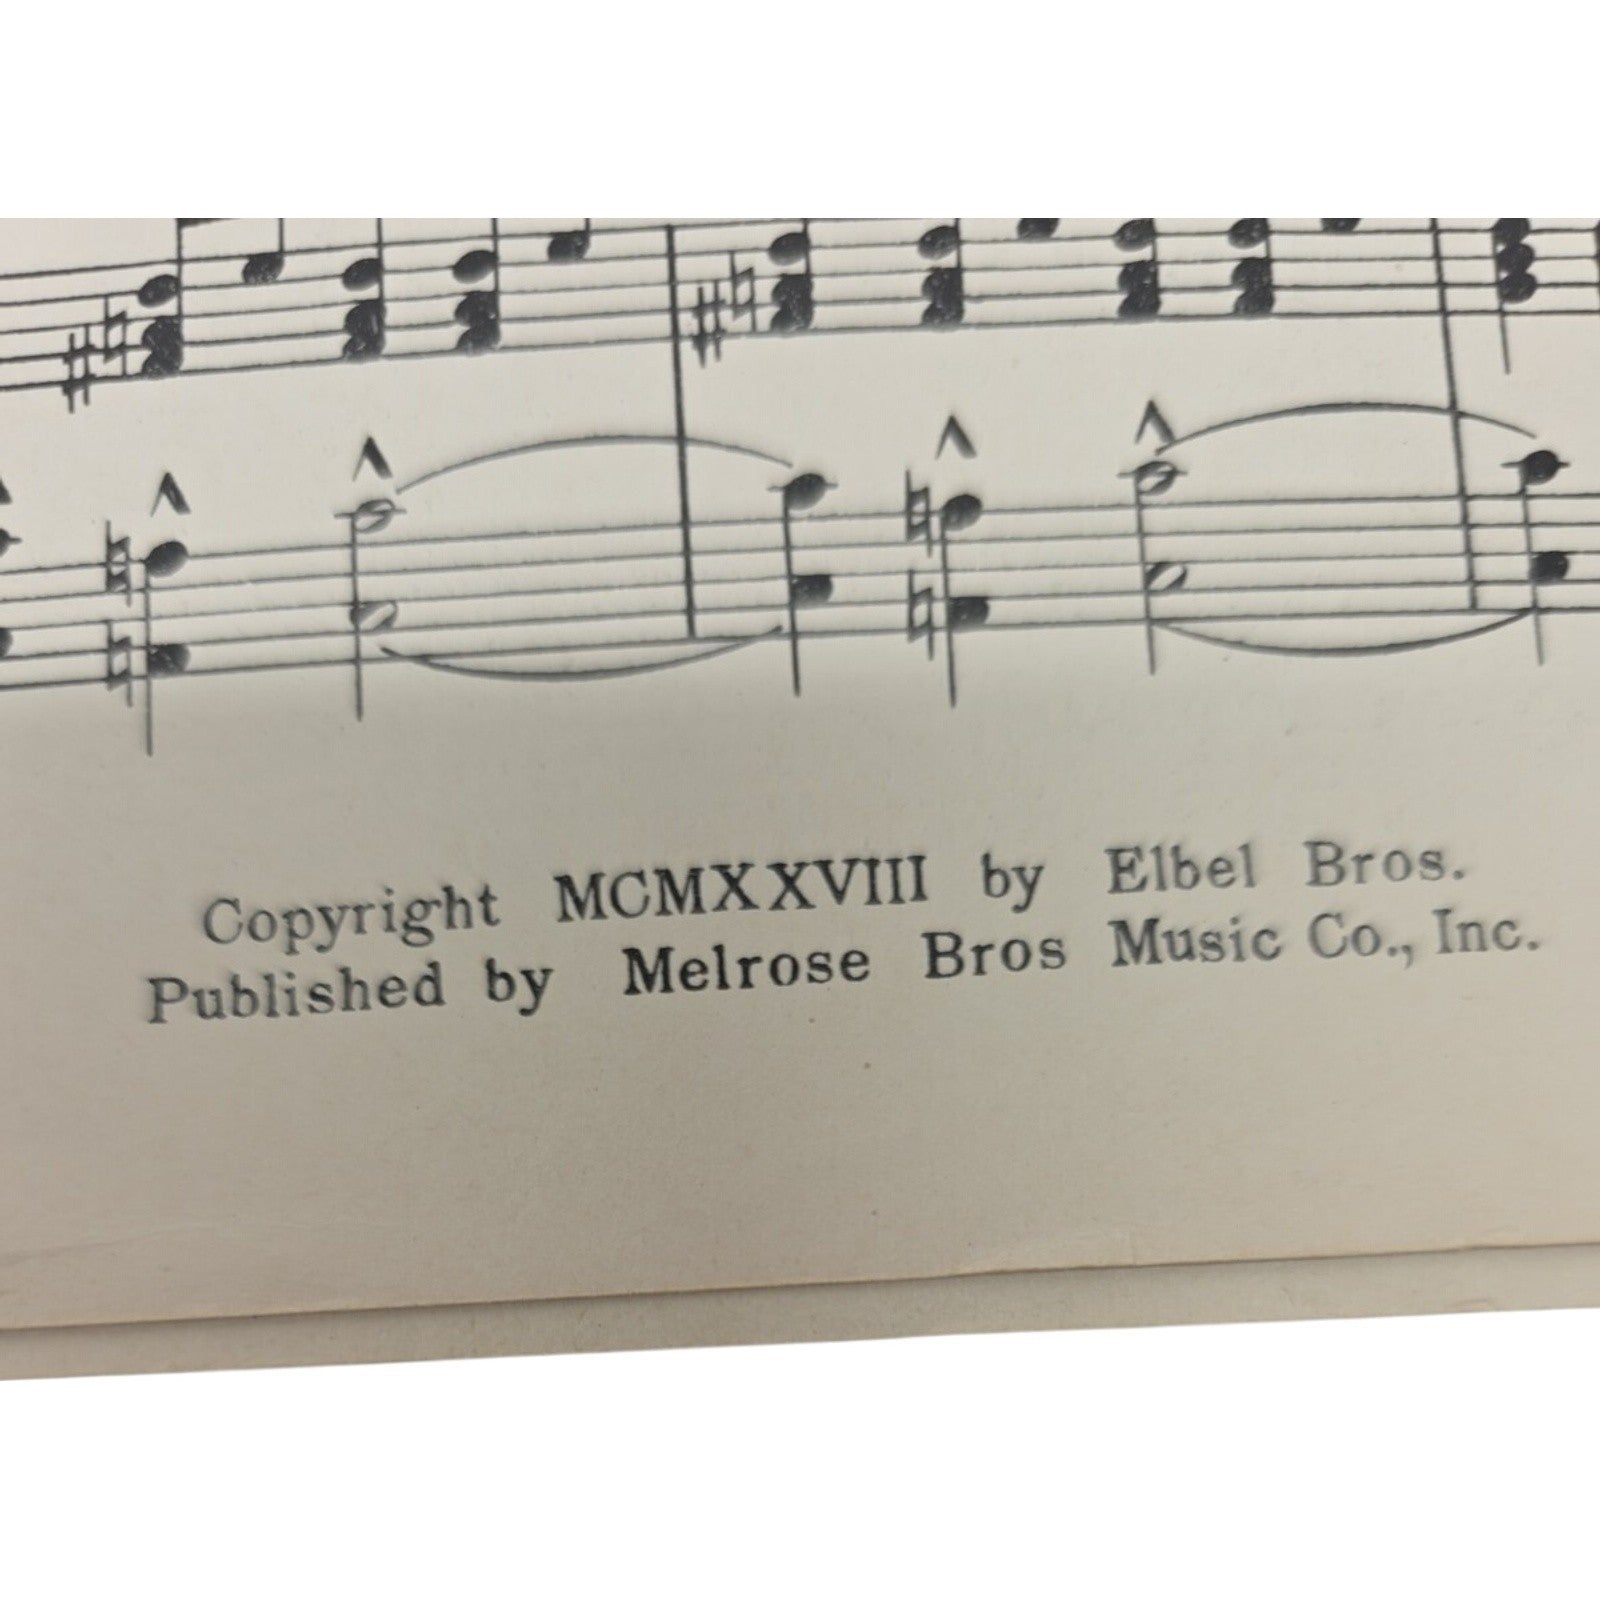 Copyright MCMXXVIII by Elbel Bros.
Published by Melrose Bros Music Co., Inc.